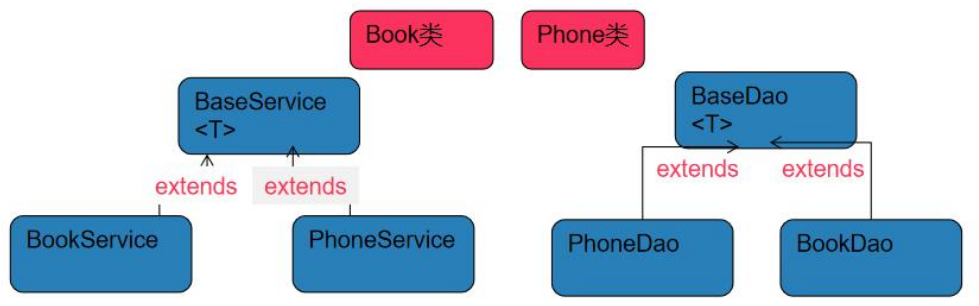 Book类
Phone类
BaseService
<T>
BaseDao
<T>
extends
extends
extends
extends
BookService
PhoneService
PhoneDao
BookDao